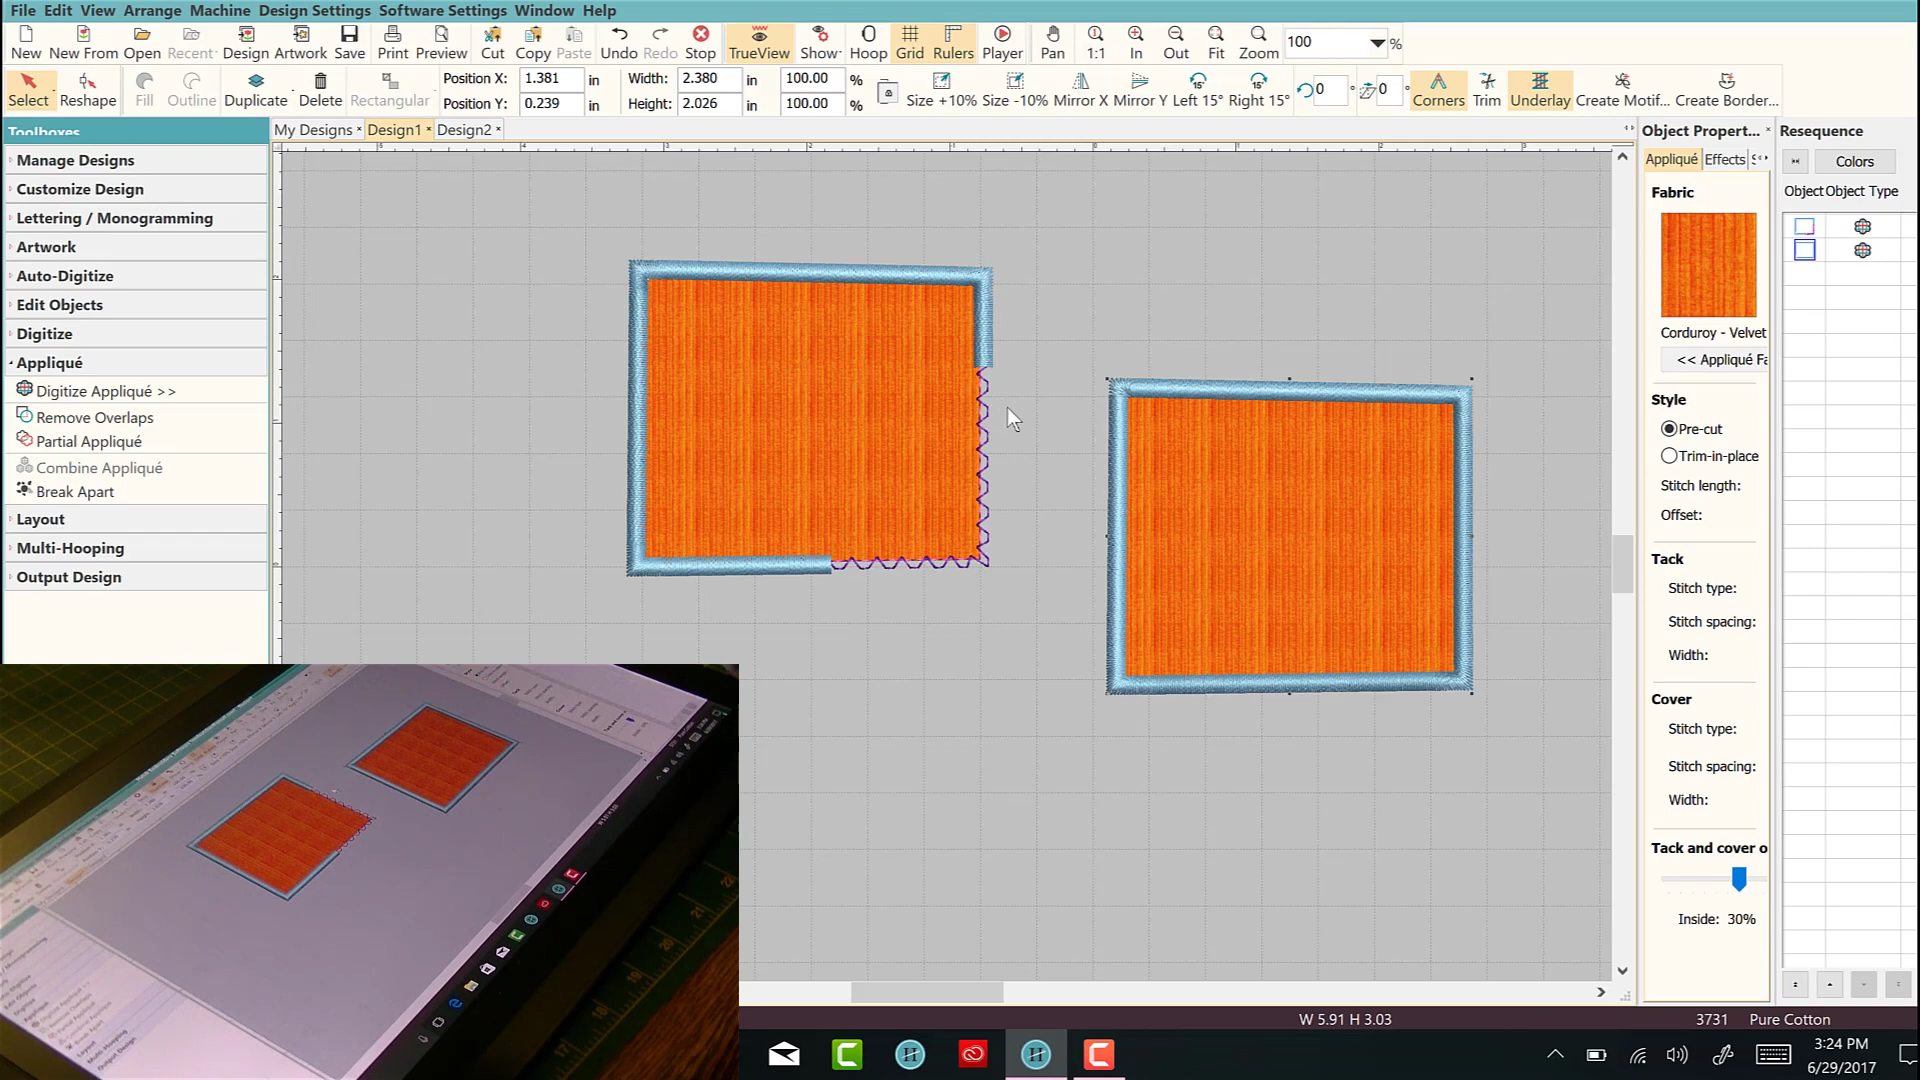 File Edit View Arrange Machine Design Settings Software Settings Window Help
New New From Open Recent Design Artwork Save Print Preview Cut Copy Paste Undo Redo Stop TrueView Show Hoop Grid Rulers Player Pan 1:1 In Out Fit Zoom 100 %
Select Reshape Fill Outline Duplicate Delete Rectangular Position X: 1.381 in Width: 2.380 in 100.00 % Size +10% Size -10% Mirror X Mirror Y Left 15° Right 15° 0 ° 0 ° Corners Trim Underlay Create Motif... Create Border...
Position Y: 0.239 in Height: 2.026 in 100.00 %
Toolboxes
My Designs × Design1 × Design2 ×
Manage Designs
Customize Design
Lettering / Monogramming
Artwork
Auto-Digitize
Edit Objects
Digitize
Appliqué
Digitize Appliqué >>
Remove Overlaps
Partial Appliqué
Combine Appliqué
Break Apart
Layout
Multi-Hooping
Output Design
Object Propert... ×
Appliqué Effects
Fabric
Corduroy - Velvet
<< Appliqué Fa
Style
Pre-cut
Trim-in-place
Stitch length:
Offset:
Tack
Stitch type:
Stitch spacing:
Width:
Cover
Stitch type:
Stitch spacing:
Width:
Tack and cover o
Inside: 30%
Resequence
Colors
Object Object Type
W 5.91 H 3.03 3731 Pure Cotton
3:24 PM
6/29/2017